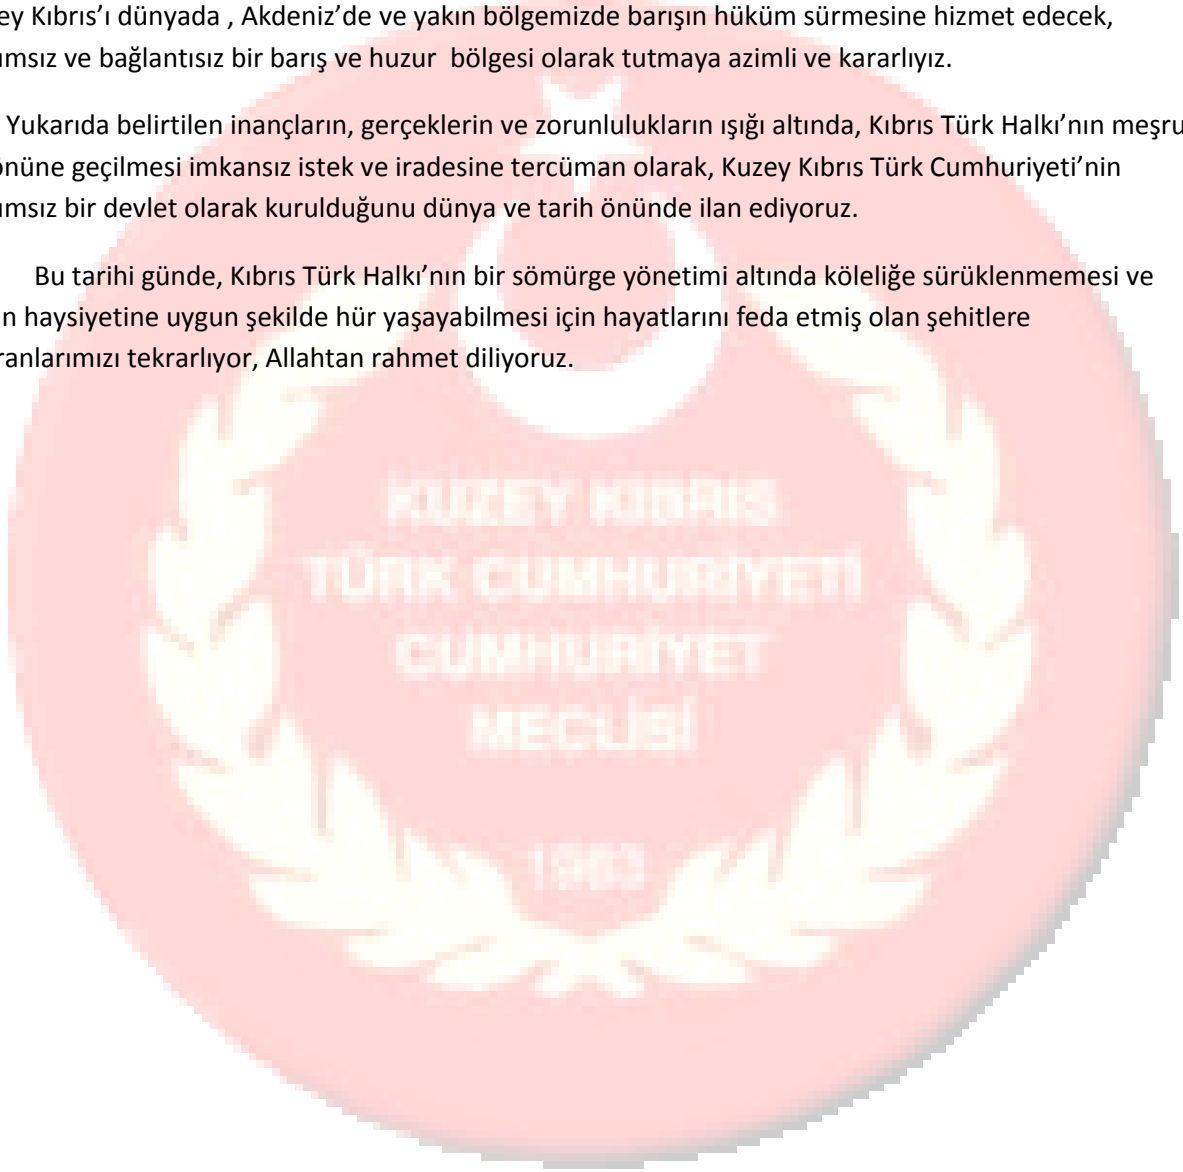 ey Kıbrıs’ı dünyada , Akdeniz’de ve yakın bölgemizde barışın hüküm sürmesine hizmet edecek,
ımsız ve bağlantısız bir barış ve huzur bölgesi olarak tutmaya azimli ve kararlıyız.
Yukarıda belirtilen inançların, gerçeklerin ve zorunlulukların ışığı altında, Kıbrıs Türk Halkı’nın meşru
önüne geçilmesi imkansız istek ve iradesine tercüman olarak, Kuzey Kıbrıs Türk Cumhuriyeti’nin
ımsız bir devlet olarak kurulduğunu dünya ve tarih önünde ilan ediyoruz.
Bu tarihi günde, Kıbrıs Türk Halkı’nın bir sömürge yönetimi altında köleliğe sürüklenmemesi ve
n haysiyetine uygun şekilde hür yaşayabilmesi için hayatlarını feda etmiş olan şehitlere
ranlarımızı tekrarlıyor, Allahtan rahmet diliyoruz.
KUZEY KIBRIS
TÜRK CUMHURİYETİ
CUMHURİYET
MECLİSİ
1983